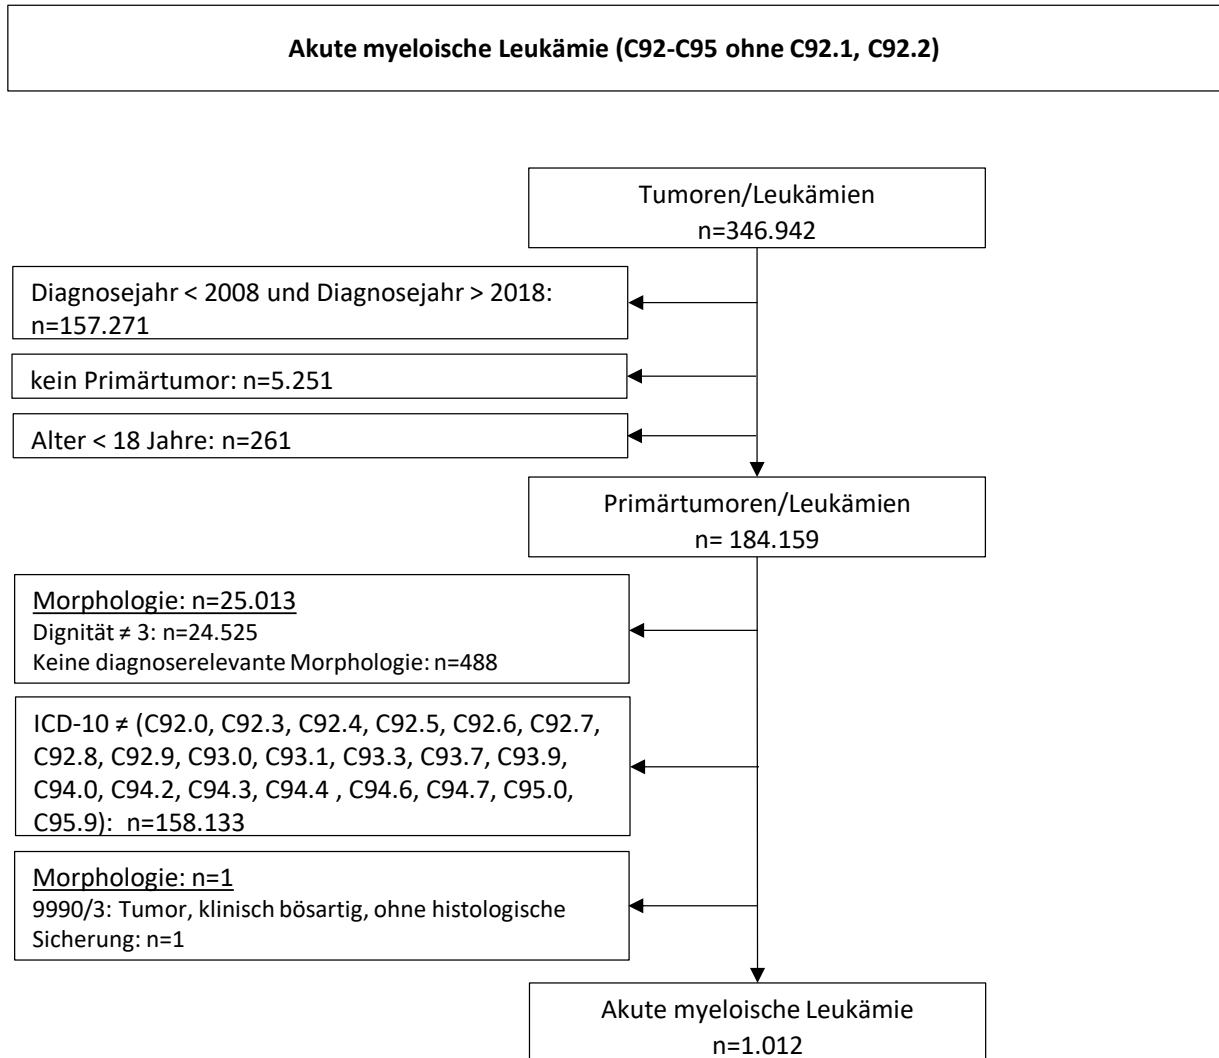 Akute myeloische Leukämie (C92-C95 ohne C92.1, C92.2)
Tumoren/Leukämien
n=346.942
Diagnosejahr < 2008 und Diagnosejahr > 2018:
n=157.271
kein Primärtumor: n=5.251
Alter < 18 Jahre: n=261
Primärtumoren/Leukämien
n= 184.159
Morphologie: n=25.013
Dignität ≠ 3: n=24.525
Keine diagnoserelevante Morphologie: n=488
ICD-10 ≠ (C92.0, C92.3, C92.4, C92.5, C92.6, C92.7,
C92.8, C92.9, C93.0, C93.1, C93.3, C93.7, C93.9,
C94.0, C94.2, C94.3, C94.4 , C94.6, C94.7, C95.0,
C95.9):  n=158.133
Morphologie: n=1
9990/3: Tumor, klinisch bösartig, ohne histologische
Sicherung: n=1
Akute myeloische Leukämie
n=1.012